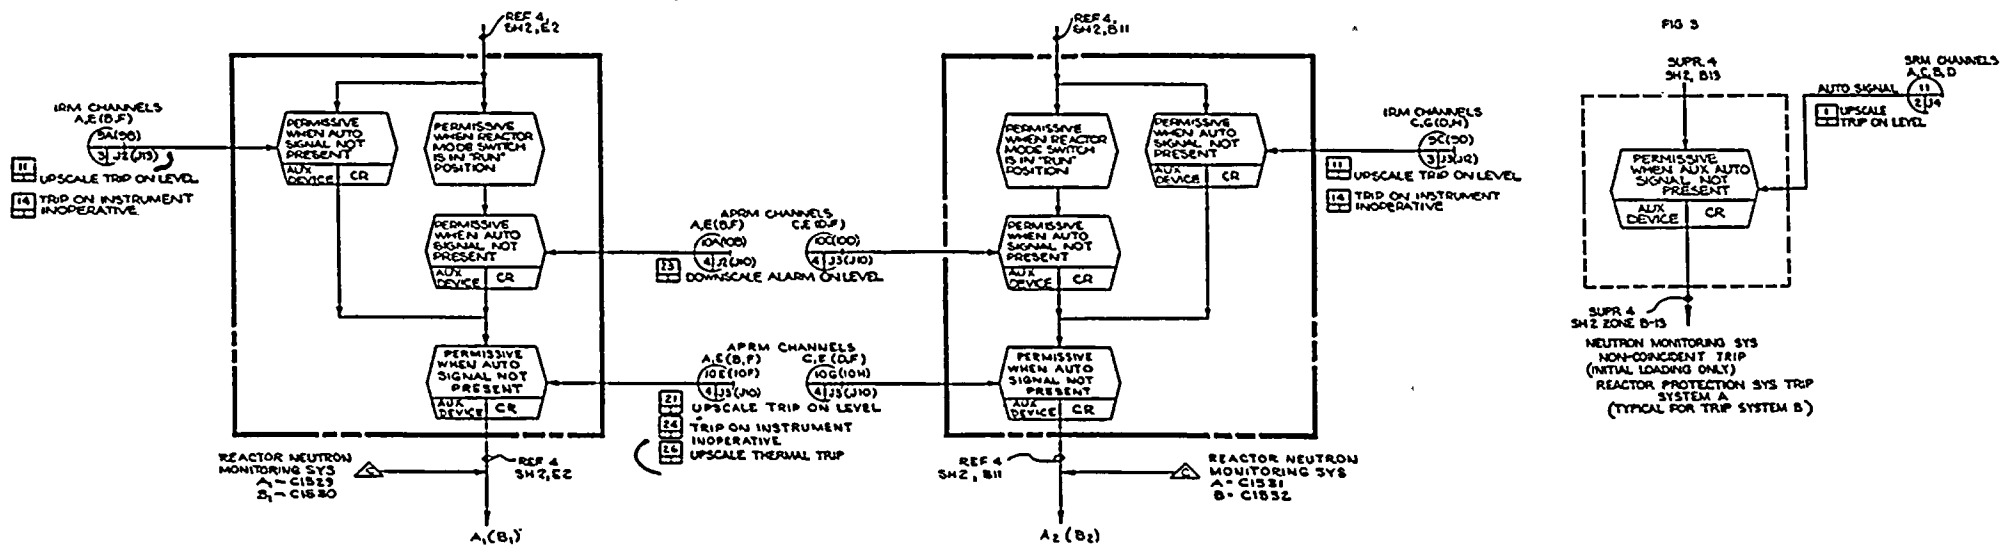 REF 4,
SH2, E2
IRM CHANNELS
A,E(B,F)
9A(9B)
3 J2(J13)
11 UPSCALE TRIP ON LEVEL
14 TRIP ON INSTRUMENT
INOPERATIVE
PERMISSIVE
WHEN AUTO
SIGNAL NOT
PRESENT
AUX
DEVICE CR
PERMISSIVE
WHEN REACTOR
MODE SWITCH
IS IN "RUN"
POSITION
PERMISSIVE
WHEN AUTO
SIGNAL NOT
PRESENT
AUX
DEVICE CR
PERMISSIVE
WHEN AUTO
SIGNAL NOT
PRESENT
AUX
DEVICE CR
REACTOR NEUTRON
MONITORING SYS
A1-C1529
B1-C1530
C
REF 4
SH2, E2
A1(B1)
APRM CHANNELS
A,E(B,F) C,E(D,F)
10A(10B) 10C(10D)
4 J2(J10) 4 J3(J10)
23 DOWNSCALE ALARM ON LEVEL
APRM CHANNELS
A,E(B,F) C,E(D,F)
10E(10F) 10G(10H)
4 J3(J10) 4 J3(J10)
21 UPSCALE TRIP ON LEVEL
24 TRIP ON INSTRUMENT
INOPERATIVE
26 UPSCALE THERMAL TRIP
REF 4,
SH2, B11
PERMISSIVE
WHEN REACTOR
MODE SWITCH
IS IN "RUN"
POSITION
PERMISSIVE
WHEN AUTO
SIGNAL NOT
PRESENT
AUX
DEVICE CR
PERMISSIVE
WHEN AUTO
SIGNAL NOT
PRESENT
AUX
DEVICE CR
PERMISSIVE
WHEN AUTO
SIGNAL NOT
PRESENT
AUX
DEVICE CR
IRM CHANNELS
C,G(D,H)
9C(9D)
3 J3(J12)
11 UPSCALE TRIP ON LEVEL
14 TRIP ON INSTRUMENT
INOPERATIVE
REF 4
SH2, B11
C
REACTOR NEUTRON
MONITORING SYS
A= C1531
B= C1532
A2(B2)
FIG 3
SUPR. 4
SH2, B13
SRM CHANNELS
A,C,B,D
11
2 J4
AUTO SIGNAL
1 UPSCALE
TRIP ON LEVEL
PERMISSIVE
WHEN AUX AUTO
SIGNAL NOT
PRESENT
AUX
DEVICE CR
SUPR 4
SH2 ZONE B-13
NEUTRON MONITORING SYS
NON-COINCIDENT TRIP
(INITIAL LOADING ONLY)
REACTOR PROTECTION SYS TRIP
SYSTEM A
(TYPICAL FOR TRIP SYSTEM B)